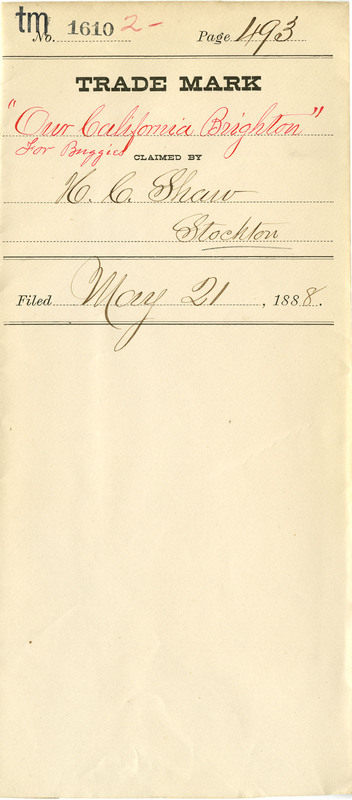 tm
No. 1610 2- Page 493
TRADE MARK
"Our California Brighton"
For Buggies
CLAIMED BY
H. C. Shaw
Stockton
Filed May 21, 1888.